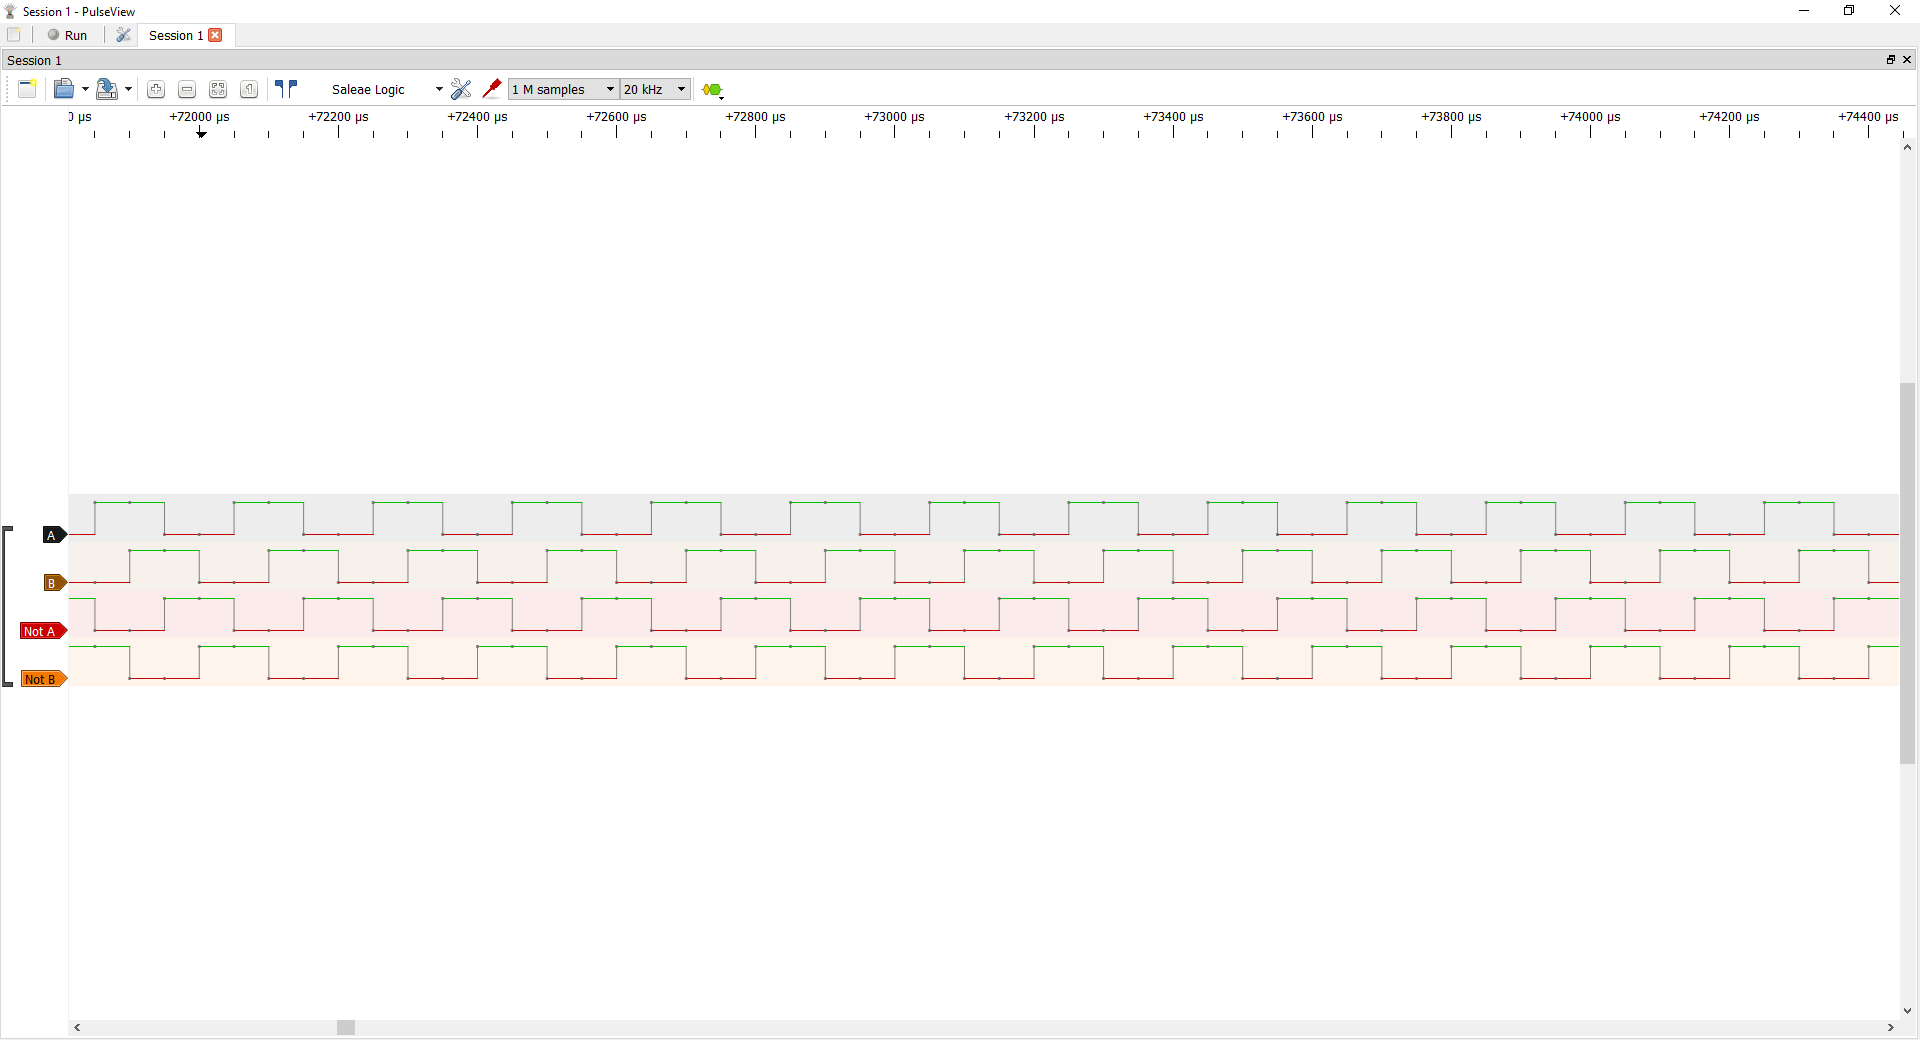 Session 1 - PulseView
Run
Session 1
Session 1
Saleae Logic
1 M samples
20 kHz
0 µs +72000 µs +72200 µs +72400 µs +72600 µs +72800 µs +73000 µs +73200 µs +73400 µs +73600 µs +73800 µs +74000 µs +74200 µs +74400 µs
A
B
Not A
Not B